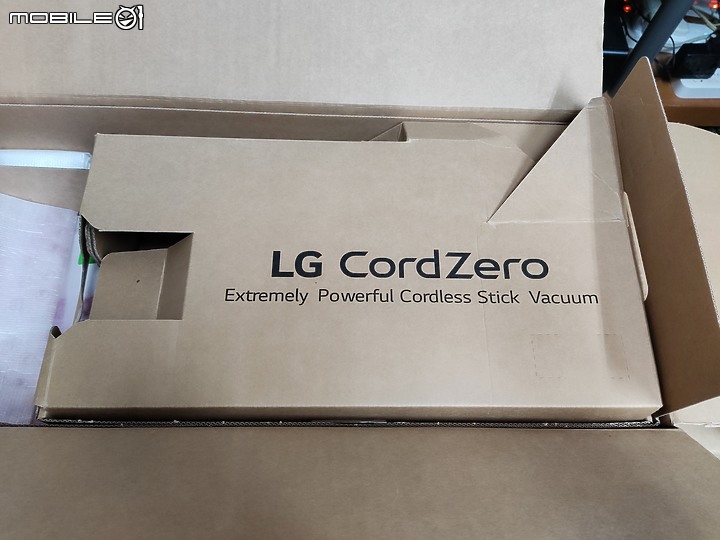 MOBILE01
LG CordZero
Extremely Powerful Cordless Stick Vacuum